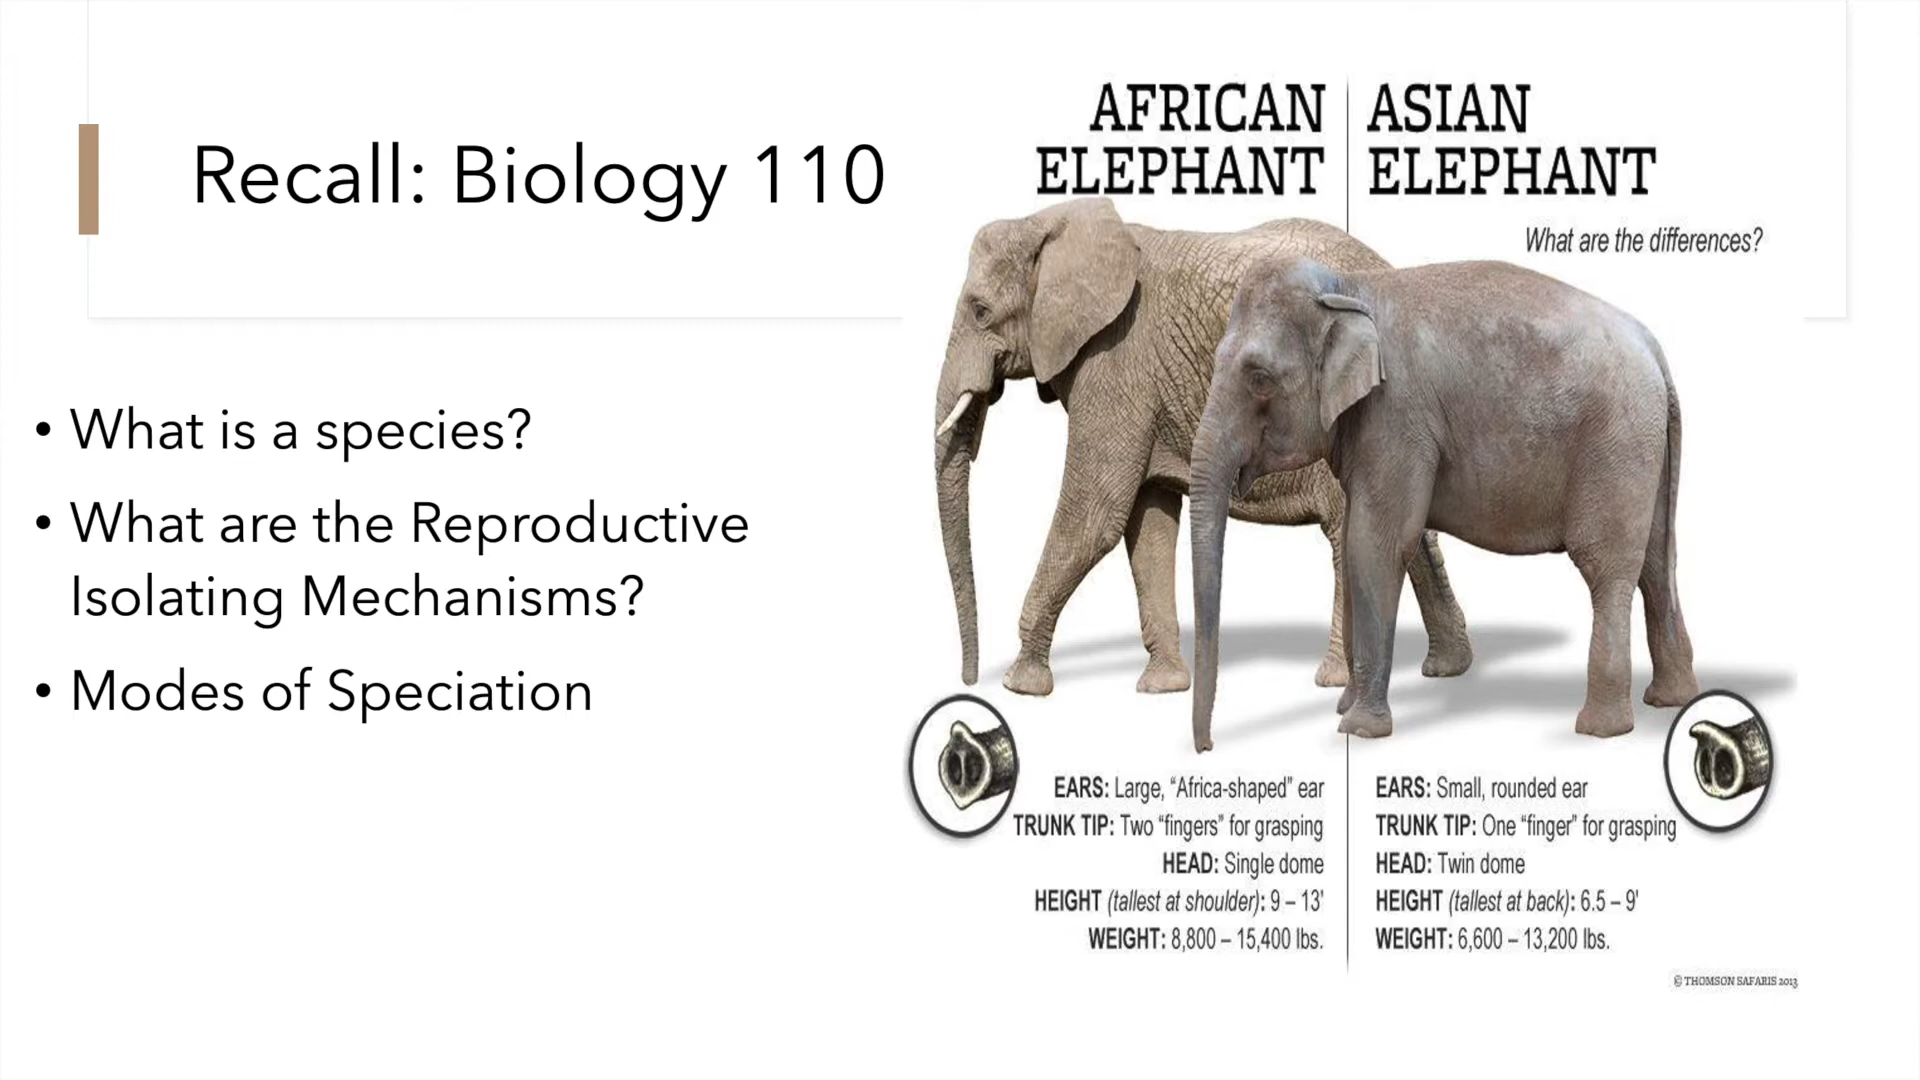 Recall: Biology 110
• What is a species?
• What are the Reproductive
Isolating Mechanisms?
• Modes of Speciation
AFRICAN
ELEPHANT
ASIAN
ELEPHANT
What are the differences?
EARS: Large, “Africa-shaped” ear
TRUNK TIP: Two “fingers” for grasping
HEAD: Single dome
HEIGHT (tallest at shoulder): 9 – 13'
WEIGHT: 8,800 – 15,400 lbs.
EARS: Small, rounded ear
TRUNK TIP: One “finger” for grasping
HEAD: Twin dome
HEIGHT (tallest at back): 6.5 – 9'
WEIGHT: 6,600 – 13,200 lbs.
© THOMSON SAFARIS 2013